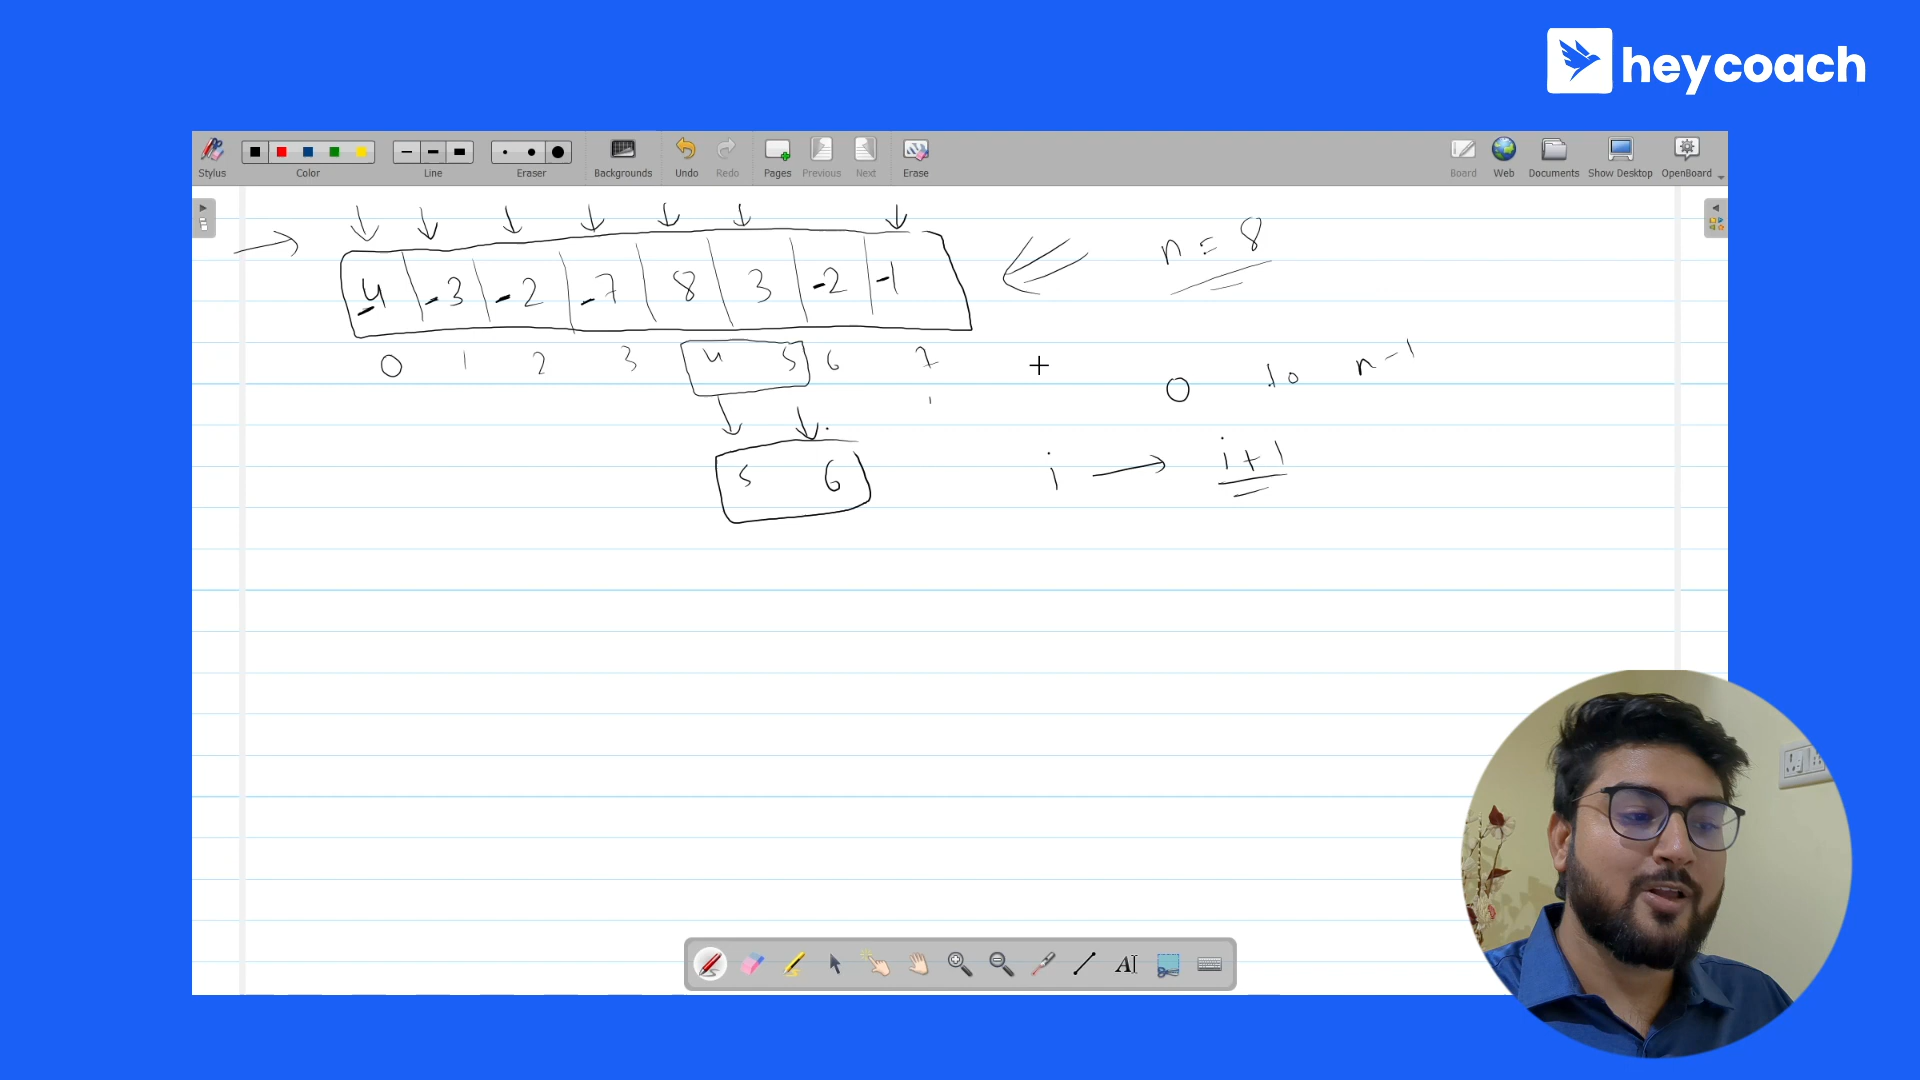 heycoach
Stylus Color Line Eraser Backgrounds Undo Redo Pages Previous Next Erase Board Web Documents Show Desktop OpenBoard
n = 8
-4 -3 -2 -7 8 3 -2 -1
0 1 2 3 4 5 6 7
0 to n-1
i → i+1
5 6